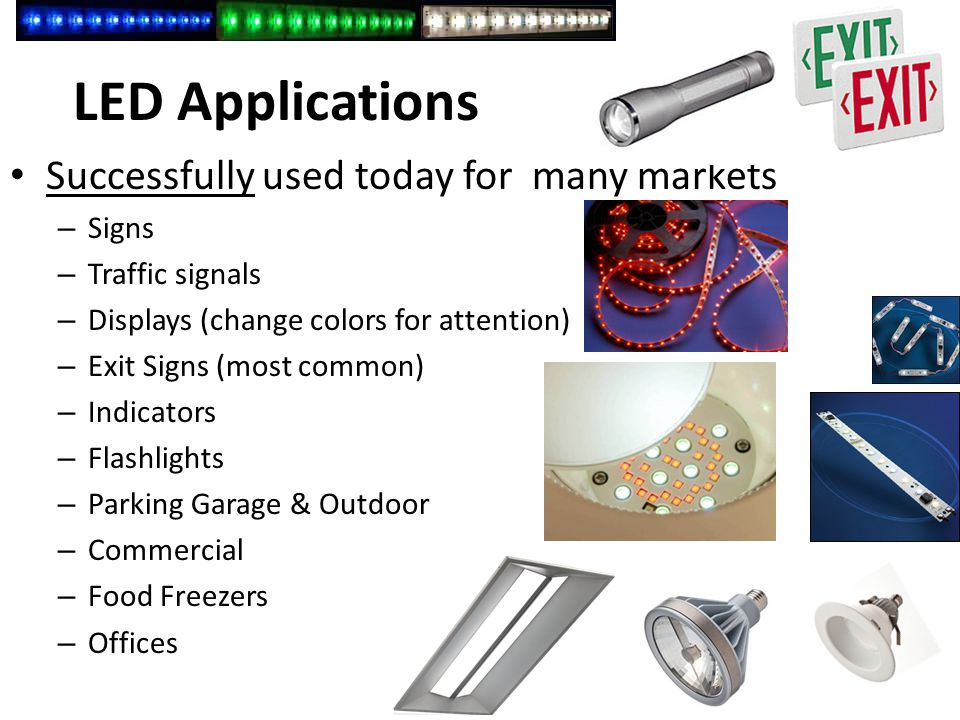 EXIT
EXIT
LED Applications
• Successfully used today for many markets
– Signs
– Traffic signals
– Displays (change colors for attention)
– Exit Signs (most common)
– Indicators
– Flashlights
– Parking Garage & Outdoor
– Commercial
– Food Freezers
– Offices